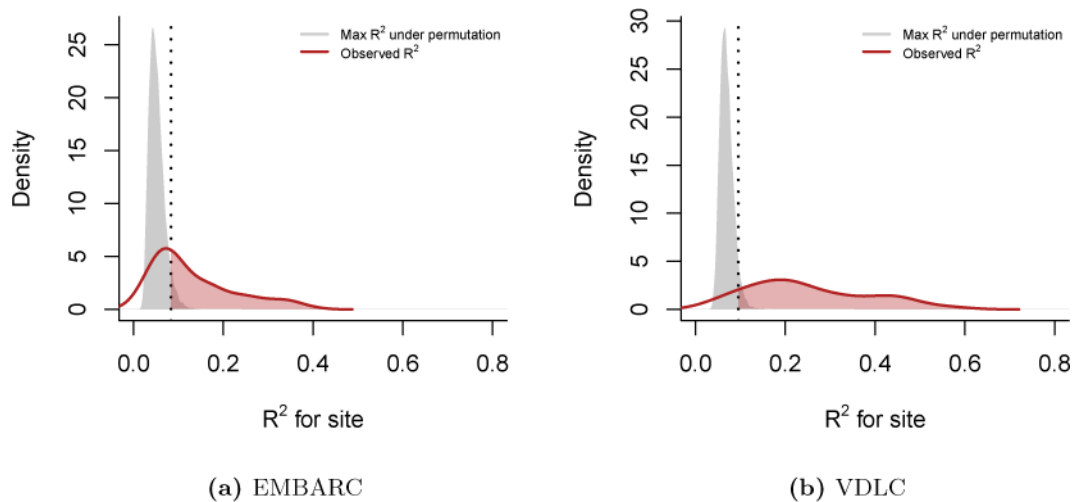 Max R² under permutation
Observed R²
Density
25
20
15
10
5
0
0.0 0.2 0.4 0.6 0.8
R² for site
(a) EMBARC
Max R² under permutation
Observed R²
Density
30
25
20
15
10
5
0
0.0 0.2 0.4 0.6 0.8
R² for site
(b) VDLC